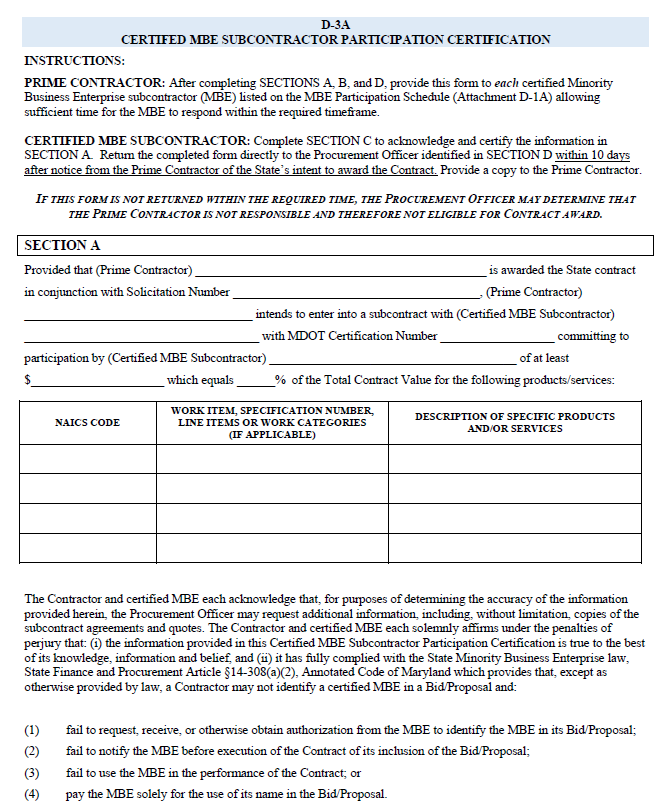 D-3A
CERTIFED MBE SUBCONTRACTOR PARTICIPATION CERTIFICATION
INSTRUCTIONS:
PRIME CONTRACTOR: After completing SECTIONS A, B, and D, provide this form to each certified Minority
Business Enterprise subcontractor (MBE) listed on the MBE Participation Schedule (Attachment D-1A) allowing
sufficient time for the MBE to respond within the required timeframe.
CERTIFIED MBE SUBCONTRACTOR: Complete SECTION C to acknowledge and certify the information in
SECTION A. Return the completed form directly to the Procurement Officer identified in SECTION D within 10 days
after notice from the Prime Contractor of the State's intent to award the Contract. Provide a copy to the Prime Contractor.
IF THIS FORM IS NOT RETURNED WITHIN THE REQUIRED TIME, THE PROCUREMENT OFFICER MAY DETERMINE THAT
THE PRIME CONTRACTOR IS NOT RESPONSIBLE AND THEREFORE NOT ELIGIBLE FOR CONTRACT AWARD.
SECTION A
Provided that (Prime Contractor) ____________________ is awarded the State contract
in conjunction with Solicitation Number ____________________, (Prime Contractor)
____________________ intends to enter into a subcontract with (Certified MBE Subcontractor)
____________________ with MDOT Certification Number __________ committing to
participation by (Certified MBE Subcontractor) ____________________ of at least
$____________ which equals ______% of the Total Contract Value for the following products/services:
NAICS CODE
WORK ITEM, SPECIFICATION NUMBER,
LINE ITEMS OR WORK CATEGORIES
(IF APPLICABLE)
DESCRIPTION OF SPECIFIC PRODUCTS
AND/OR SERVICES
The Contractor and certified MBE each acknowledge that, for purposes of determining the accuracy of the information
provided herein, the Procurement Officer may request additional information, including, without limitation, copies of the
subcontract agreements and quotes. The Contractor and certified MBE each solemnly affirms under the penalties of
perjury that: (i) the information provided in this Certified MBE Subcontractor Participation Certification is true to the best
of its knowledge, information and belief, and (ii) it has fully complied with the State Minority Business Enterprise law,
State Finance and Procurement Article §14-308(a)(2), Annotated Code of Maryland which provides that, except as
otherwise provided by law, a Contractor may not identify a certified MBE in a Bid/Proposal and:
(1) fail to request, receive, or otherwise obtain authorization from the MBE to identify the MBE in its Bid/Proposal;
(2) fail to notify the MBE before execution of the Contract of its inclusion of the Bid/Proposal;
(3) fail to use the MBE in the performance of the Contract; or
(4) pay the MBE solely for the use of its name in the Bid/Proposal.